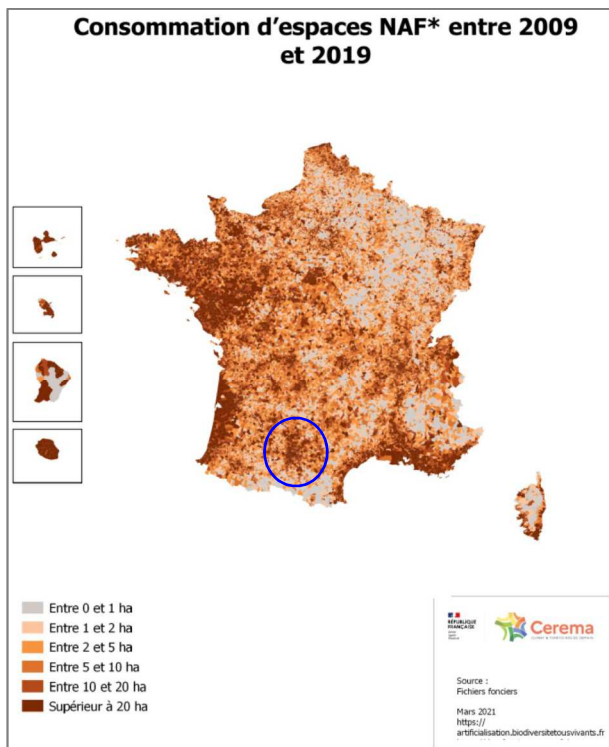 Consommation d’espaces NAF* entre 2009
et 2019
Entre 0 et 1 ha
Entre 1 et 2 ha
Entre 2 et 5 ha
Entre 5 et 10 ha
Entre 10 et 20 ha
Supérieur à 20 ha
RÉPUBLIQUE
FRANÇAISE
Cerema
Source :
Fichiers fonciers
Mars 2021
https://
artificialisation.biodiversitetousvivants.fr